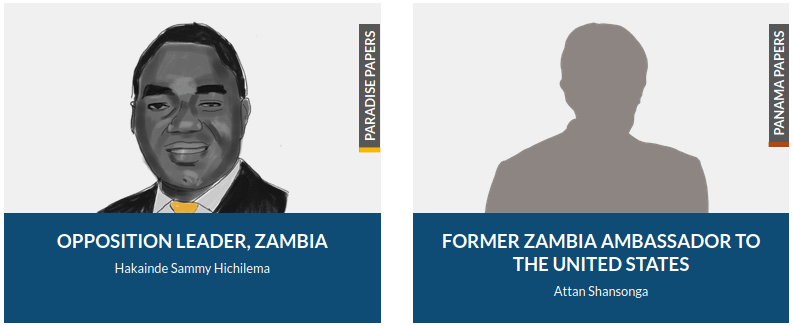 PARADISE PAPERS
OPPOSITION LEADER, ZAMBIA
Hakainde Sammy Hichilema
PANAMA PAPERS
FORMER ZAMBIA AMBASSADOR TO
THE UNITED STATES
Attan Shansonga